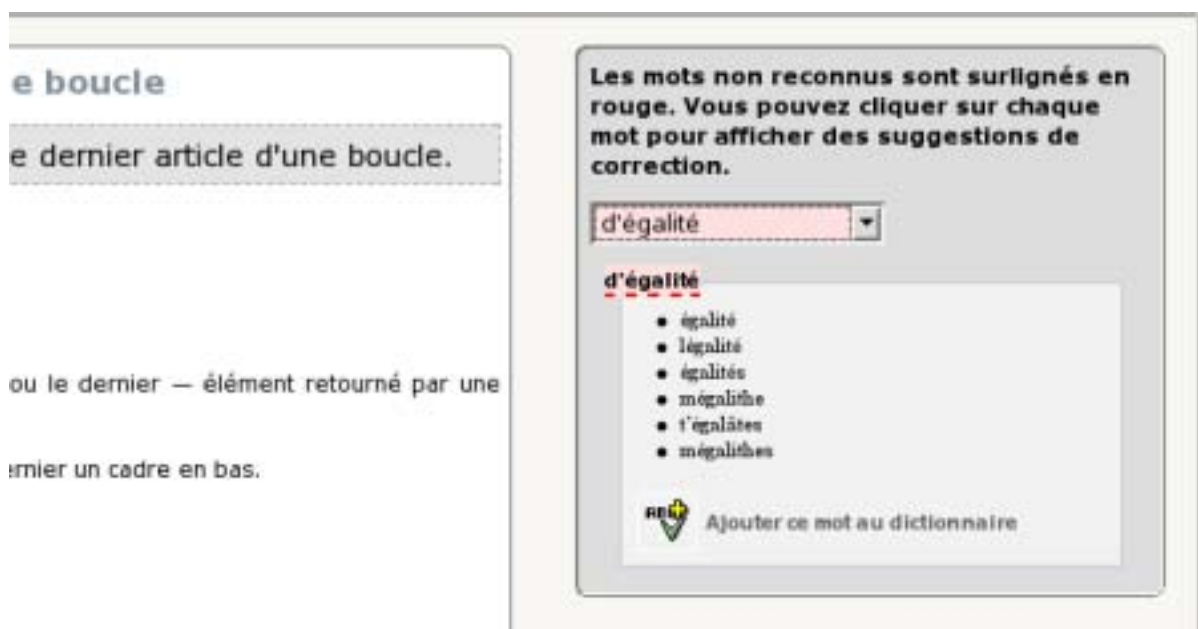 e boucle
e dernier article d'une boucle.
ou le dernier — élément retourné par une
ernier un cadre en bas.
Les mots non reconnus sont surlignés en
rouge. Vous pouvez cliquer sur chaque
mot pour afficher des suggestions de
correction.
d'égalité
d'égalité
égalité
légalité
égalités
mégalithe
t'égalâtes
mégalithes
Ajouter ce mot au dictionnaire